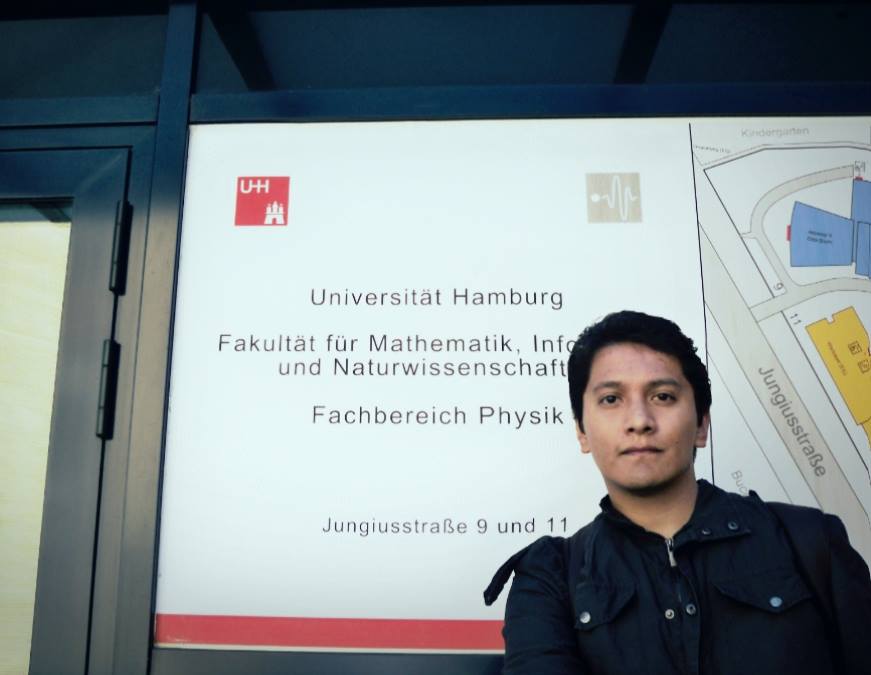 UHH
Universität Hamburg
Fakultät für Mathematik, Info
und Naturwissenschaft
Fachbereich Physik
Jungiusstraße 9 und 11
Kindergarten
9
11
Jungiusstraße
Buc